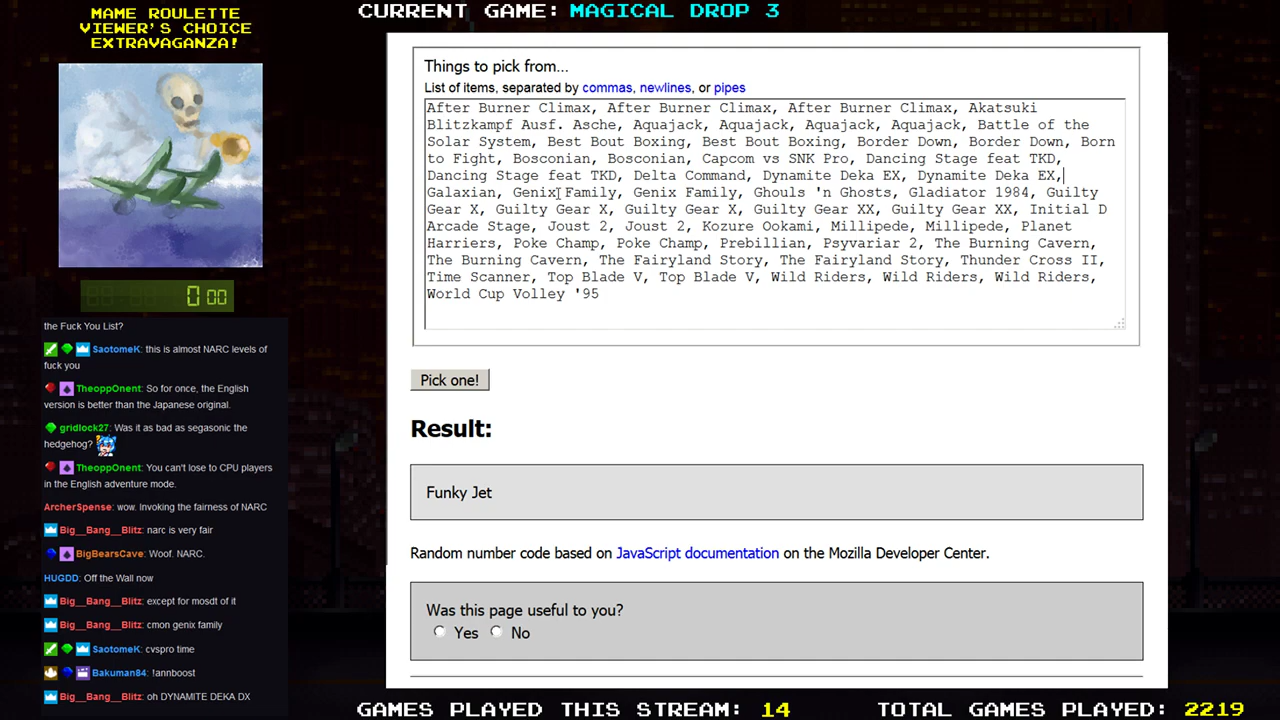 MAME ROULETTE
VIEWER'S CHOICE
EXTRAVAGANZA!
CURRENT GAME: MAGICAL DROP 3
0 00
the Fuck You List?
SaotomeK: this is almost NARC levels of
fuck you
TheoppOnent: So for once, the English
version is better than the Japanese original.
gridlock27: Was it as bad as segasonic the
hedgehog?
TheoppOnent: You can't lose to CPU players
in the English adventure mode.
ArcherSpense: wow. Invoking the fairness of NARC
Big__Bang__Blitz: narc is very fair
BigBearsCave: Woof. NARC.
HUGDD: Off the Wall now
Big__Bang__Blitz: except for mosdt of it
Big__Bang__Blitz: cmon genix family
SaotomeK: cvspro time
Bakuman84: !annboost
Big__Bang__Blitz: oh DYNAMITE DEKA DX
Things to pick from...
List of items, separated by commas, newlines, or pipes
After Burner Climax, After Burner Climax, After Burner Climax, Akatsuki
Blitzkampf Ausf. Asche, Aquajack, Aquajack, Aquajack, Aquajack, Battle of the
Solar System, Best Bout Boxing, Best Bout Boxing, Border Down, Border Down, Born
to Fight, Bosconian, Bosconian, Capcom vs SNK Pro, Dancing Stage feat TKD,
Dancing Stage feat TKD, Delta Command, Dynamite Deka EX, Dynamite Deka EX,
Galaxian, Genix Family, Genix Family, Ghouls 'n Ghosts, Gladiator 1984, Guilty
Gear X, Guilty Gear X, Guilty Gear X, Guilty Gear XX, Guilty Gear XX, Initial D
Arcade Stage, Joust 2, Joust 2, Kozure Ookami, Millipede, Millipede, Planet
Harriers, Poke Champ, Poke Champ, Prebillian, Psyvariar 2, The Burning Cavern,
The Burning Cavern, The Fairyland Story, The Fairyland Story, Thunder Cross II,
Time Scanner, Top Blade V, Top Blade V, Wild Riders, Wild Riders, Wild Riders,
World Cup Volley '95
Pick one!
Result:
Funky Jet
Random number code based on JavaScript documentation on the Mozilla Developer Center.
Was this page useful to you?
Yes No
GAMES PLAYED THIS STREAM: 14
TOTAL GAMES PLAYED: 2219